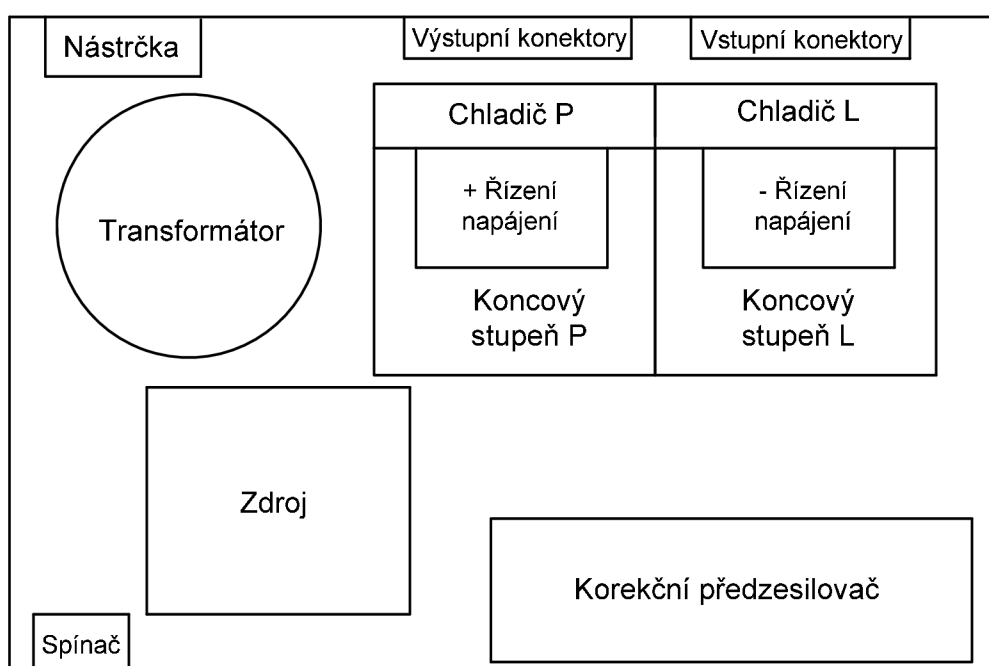 Nástrčka
Výstupní konektory
Vstupní konektory
Chladič P
Chladič L
Transformátor
+ Řízení
napájení
- Řízení
napájení
Koncový
stupeň P
Koncový
stupeň L
Zdroj
Korekční předzesilovač
Spínač